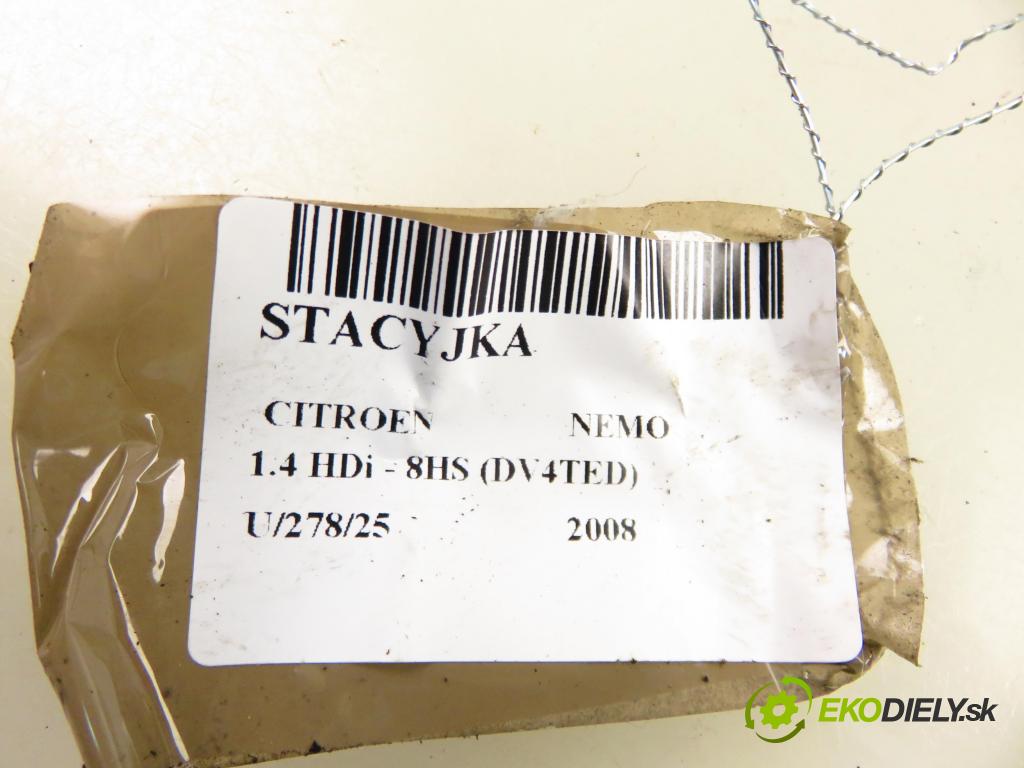 STACYJKA
CITROEN NEMO
1.4 HDi - 8HS (DV4TED)
U/278/25 2008
EKODIELY.sk